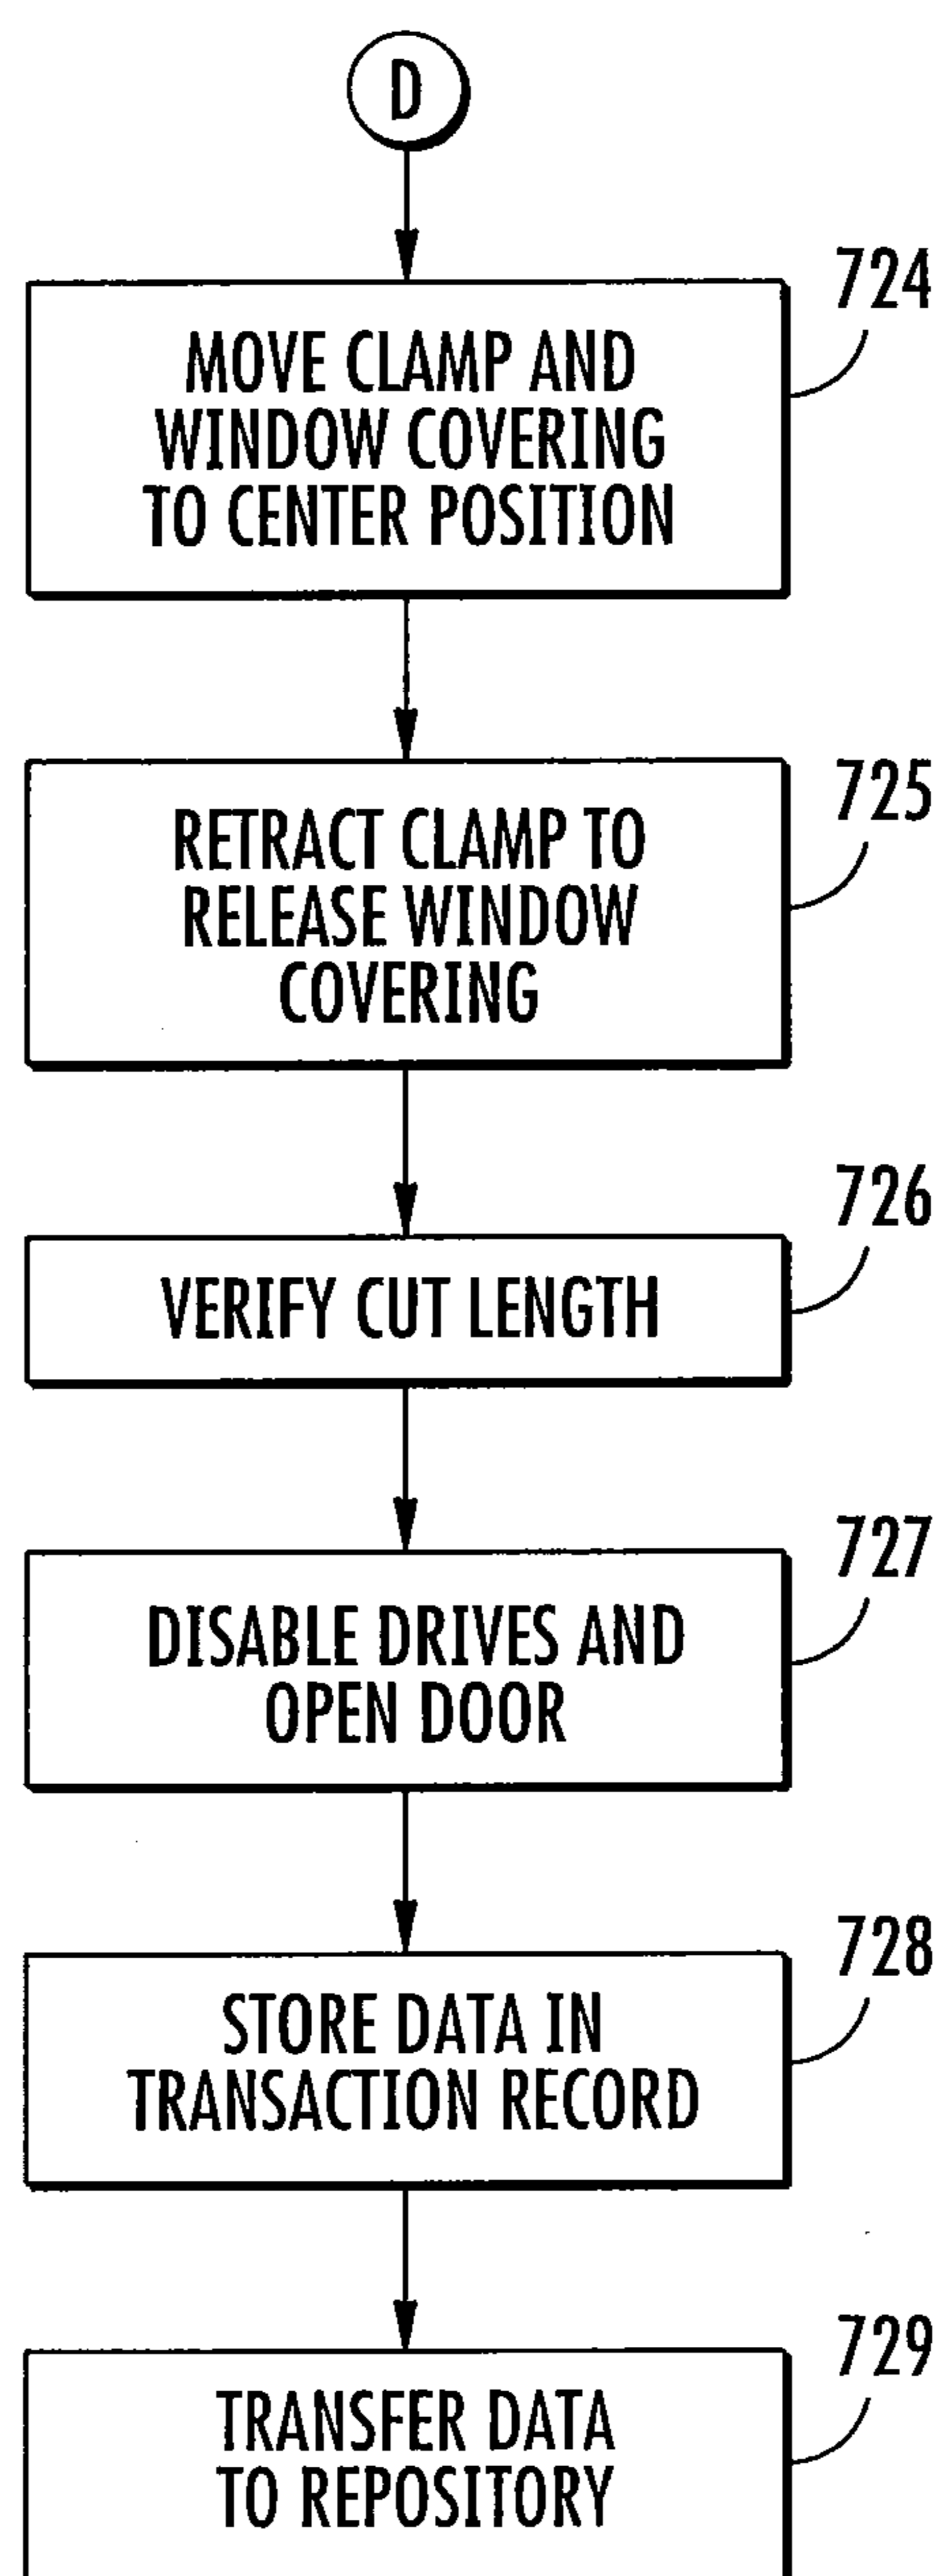 D
724
MOVE CLAMP AND
WINDOW COVERING
TO CENTER POSITION
725
RETRACT CLAMP TO
RELEASE WINDOW
COVERING
726
VERIFY CUT LENGTH
727
DISABLE DRIVES AND
OPEN DOOR
728
STORE DATA IN
TRANSACTION RECORD
729
TRANSFER DATA
TO REPOSITORY